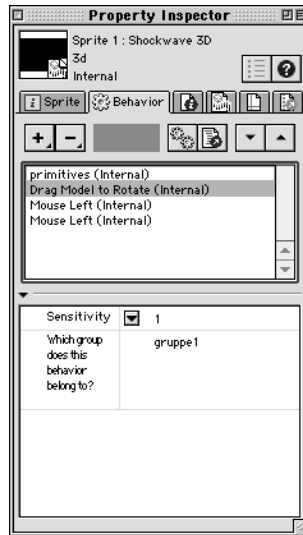 Property Inspector
Sprite 1 : Shockwave 3D
3d
Internal
Sprite
Behavior
primitives (Internal)
Drag Model to Rotate (Internal)
Mouse Left (Internal)
Mouse Left (Internal)
Sensitivity 1
Which group gruppe1
does this
behavior
belong to?